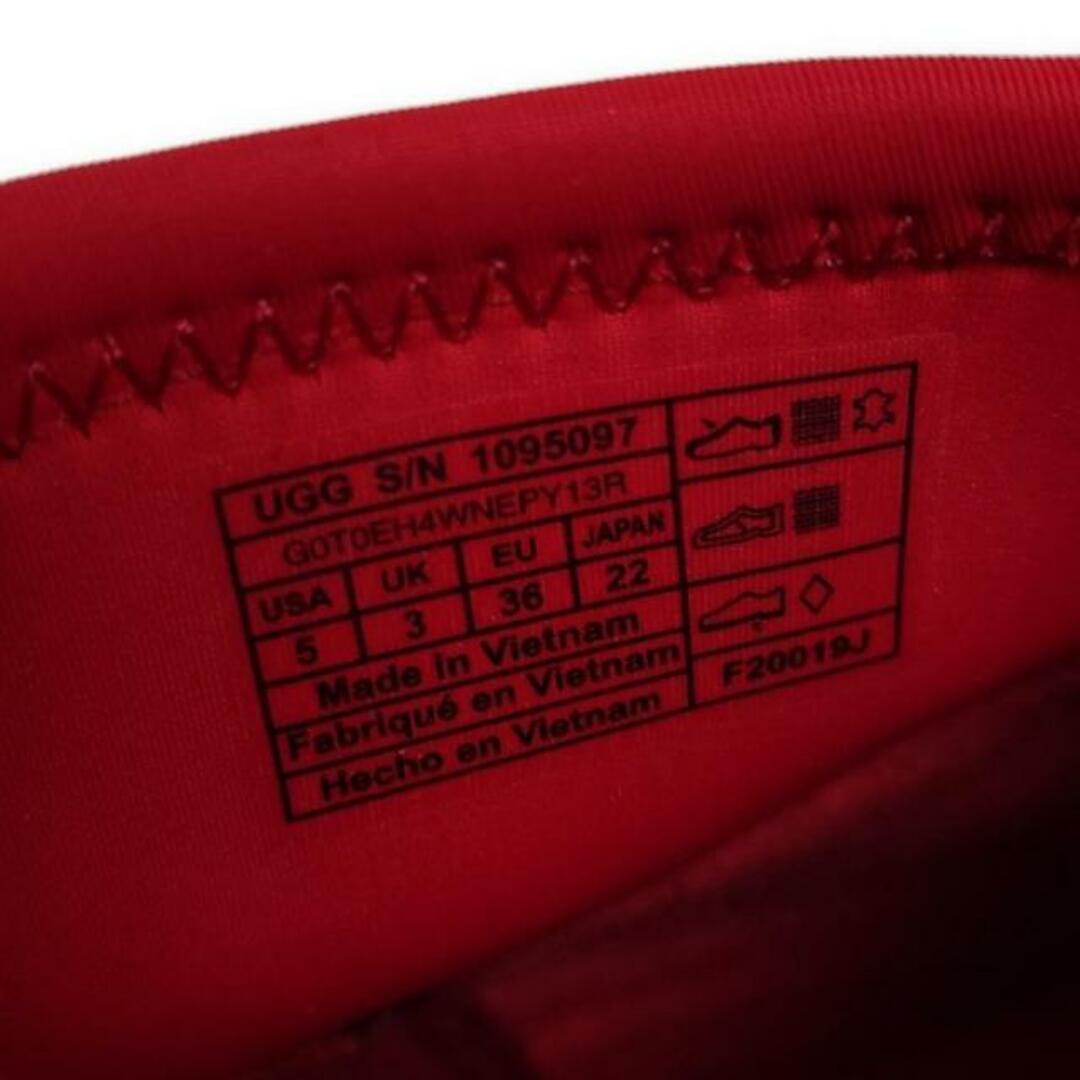 UGG S/N 1095097
G0T0EH4WNEPY13R
USA UK EU JAPAN
5 3 36 22
Made in Vietnam
Fabriqué en Vietnam
Hecho en Vietnam
F20019J